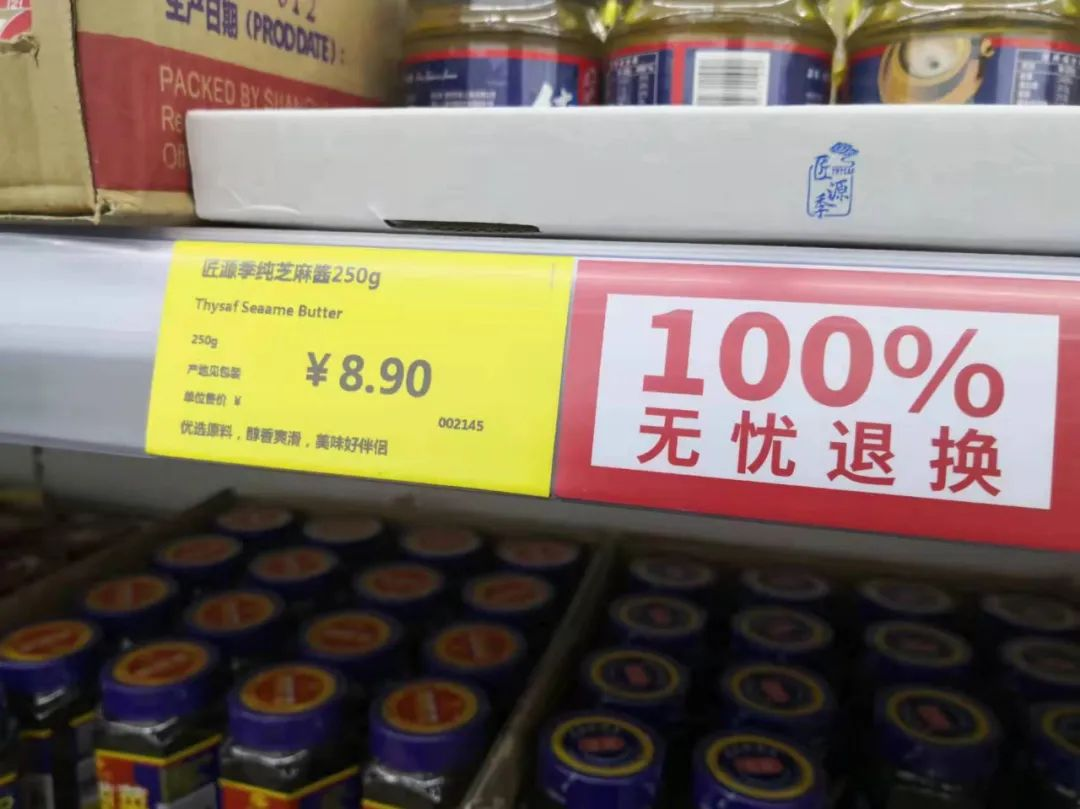 生产日期 (PROD DATE):
PACKED BY
匠源季
匠源季纯芝麻酱250g
Thysaf Seaame Butter
250g
¥8.90
产地见包装
单位售价 ¥
002145
优选原料，醇香爽滑，美味好伴侣
100%
无忧退换